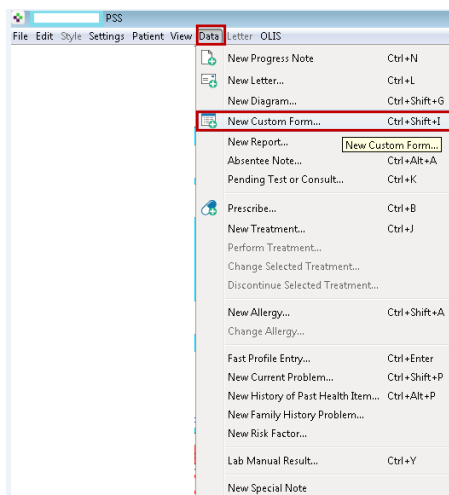 PSS
File Edit Style Settings Patient View Data Letter OLIS
New Progress Note Ctrl+N
New Letter... Ctrl+L
New Diagram... Ctrl+Shift+G
New Custom Form... Ctrl+Shift+I
New Report...
New Custom Form...
Absentee Note... Ctrl+Alt+A
Pending Test or Consult... Ctrl+K
Prescribe... Ctrl+B
New Treatment... Ctrl+J
Perform Treatment...
Change Selected Treatment...
Discontinue Selected Treatment...
New Allergy... Ctrl+Shift+A
Change Allergy...
Fast Profile Entry... Ctrl+Enter
New Current Problem... Ctrl+Shift+P
New History of Past Health Item... Ctrl+Alt+P
New Family History Problem...
New Risk Factor...
Lab Manual Result... Ctrl+Y
New Special Note